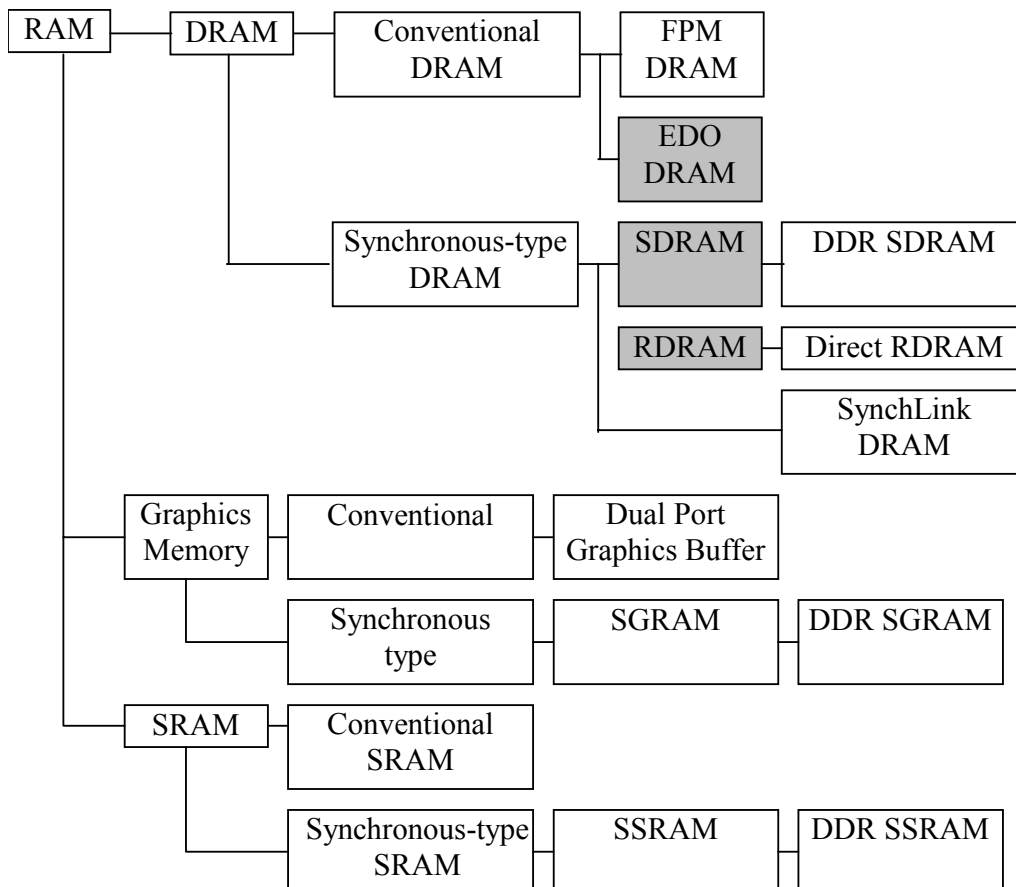 RAM
DRAM
Conventional
DRAM
FPM
DRAM
EDO
DRAM
Synchronous-type
DRAM
SDRAM
DDR SDRAM
RDRAM
Direct RDRAM
SynchLink
DRAM
Graphics
Memory
Conventional
Dual Port
Graphics Buffer
Synchronous
type
SGRAM
DDR SGRAM
SRAM
Conventional
SRAM
Synchronous-type
SRAM
SSRAM
DDR SSRAM